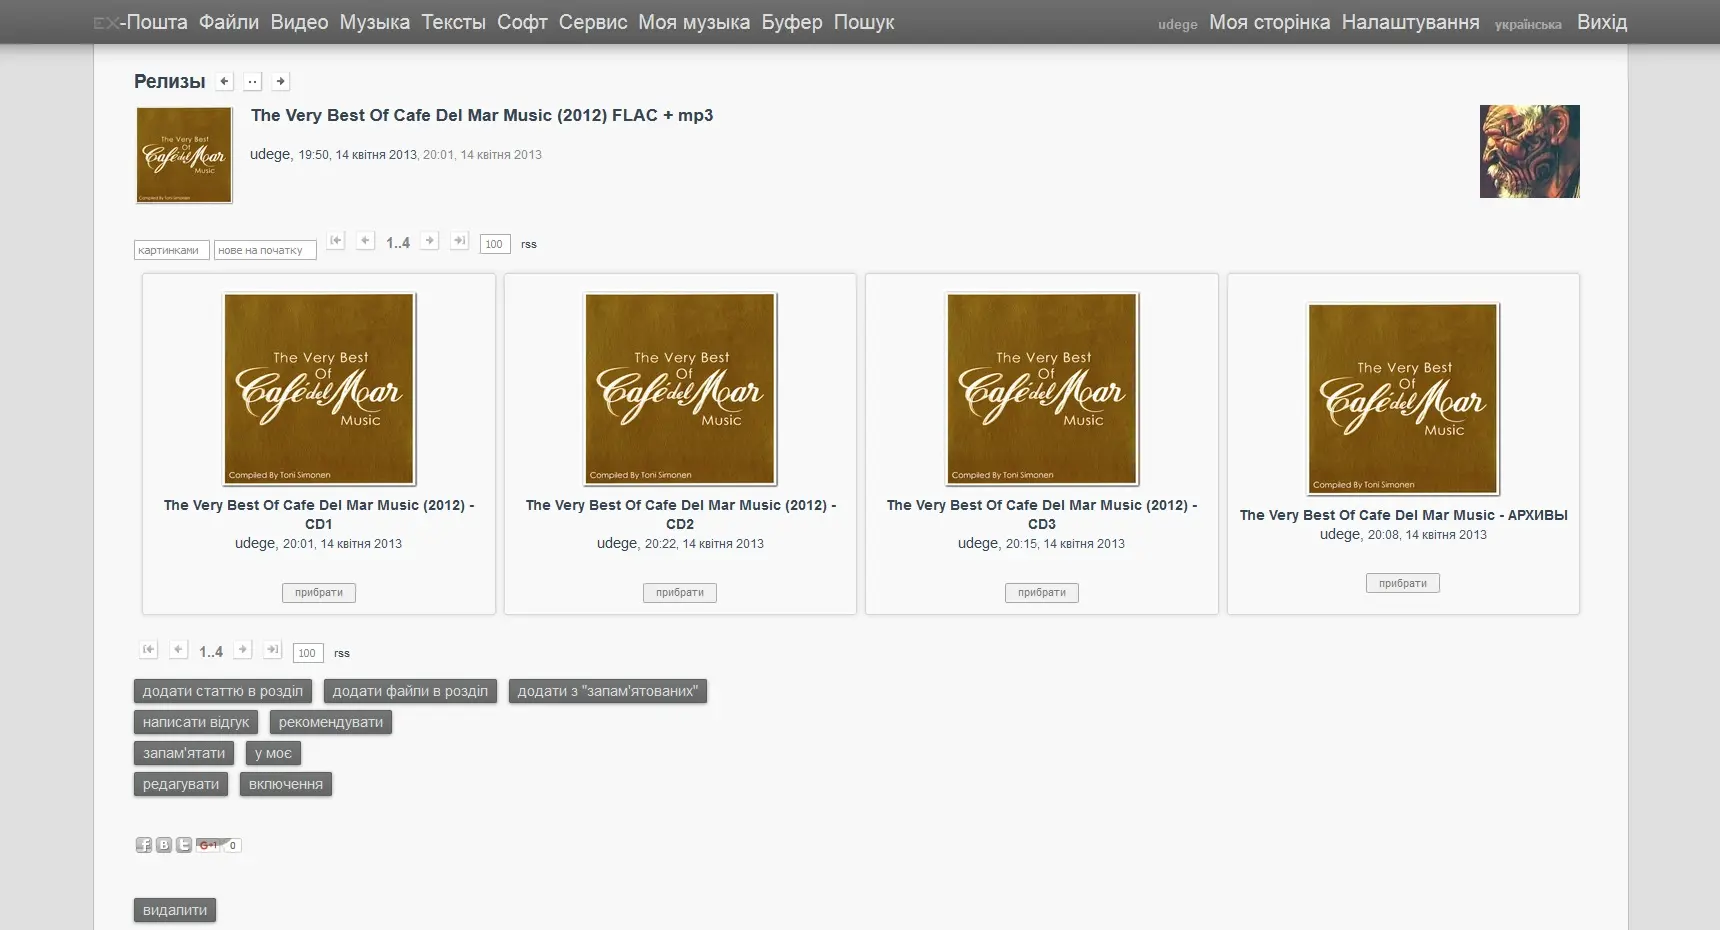 EX-Пошта Файли Видео Музыка Тексты Софт Сервис Моя музыка Буфер Пошук udege Моя сторінка Налаштування українська Вихід
Релизы
The Very Best Of Cafe Del Mar Music (2012) FLAC + mp3
The Very Best
Of
Café del Mar
Music
Compiled By Toni Simonen
udege, 19:50, 14 квітня 2013, 20:01, 14 квітня 2013
картинками нове на початку 1..4 100 rss
The Very Best
Of
Café del Mar
Music
Compiled By Toni Simonen
The Very Best Of Cafe Del Mar Music (2012) -
CD1
udege, 20:01, 14 квітня 2013
прибрати
The Very Best
Of
Café del Mar
Music
Compiled By Toni Simonen
The Very Best Of Cafe Del Mar Music (2012) -
CD2
udege, 20:22, 14 квітня 2013
прибрати
The Very Best
Of
Café del Mar
Music
Compiled By Toni Simonen
The Very Best Of Cafe Del Mar Music (2012) -
CD3
udege, 20:15, 14 квітня 2013
прибрати
The Very Best
Of
Café del Mar
Music
Compiled By Toni Simonen
The Very Best Of Cafe Del Mar Music - АРХИВЫ
udege, 20:08, 14 квітня 2013
прибрати
1..4 100 rss
додати статтю в розділ додати файли в розділ додати з "запам'ятованих"
написати відгук рекомендувати
запам'ятати у моє
редагувати включення
f B t G+1 0
видалити